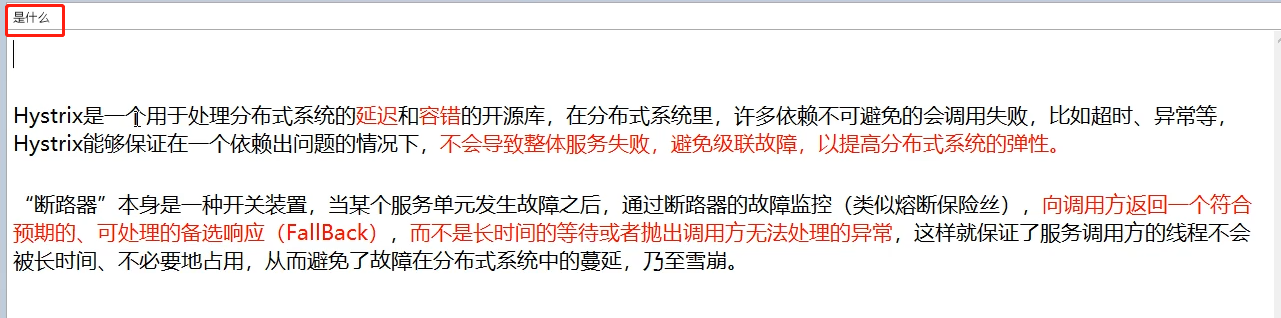 是什么
Hystrix是一个用于处理分布式系统的延迟和容错的开源库，在分布式系统里，许多依赖不可避免的会调用失败，比如超时、异常等，
Hystrix能够保证在一个依赖出问题的情况下，不会导致整体服务失败，避免级联故障，以提高分布式系统的弹性。
“断路器”本身是一种开关装置，当某个服务单元发生故障之后，通过断路器的故障监控（类似熔断保险丝），向调用方返回一个符合
预期的、可处理的备选响应（FallBack），而不是长时间的等待或者抛出调用方无法处理的异常，这样就保证了服务调用方的线程不会
被长时间、不必要地占用，从而避免了故障在分布式系统中的蔓延，乃至雪崩。